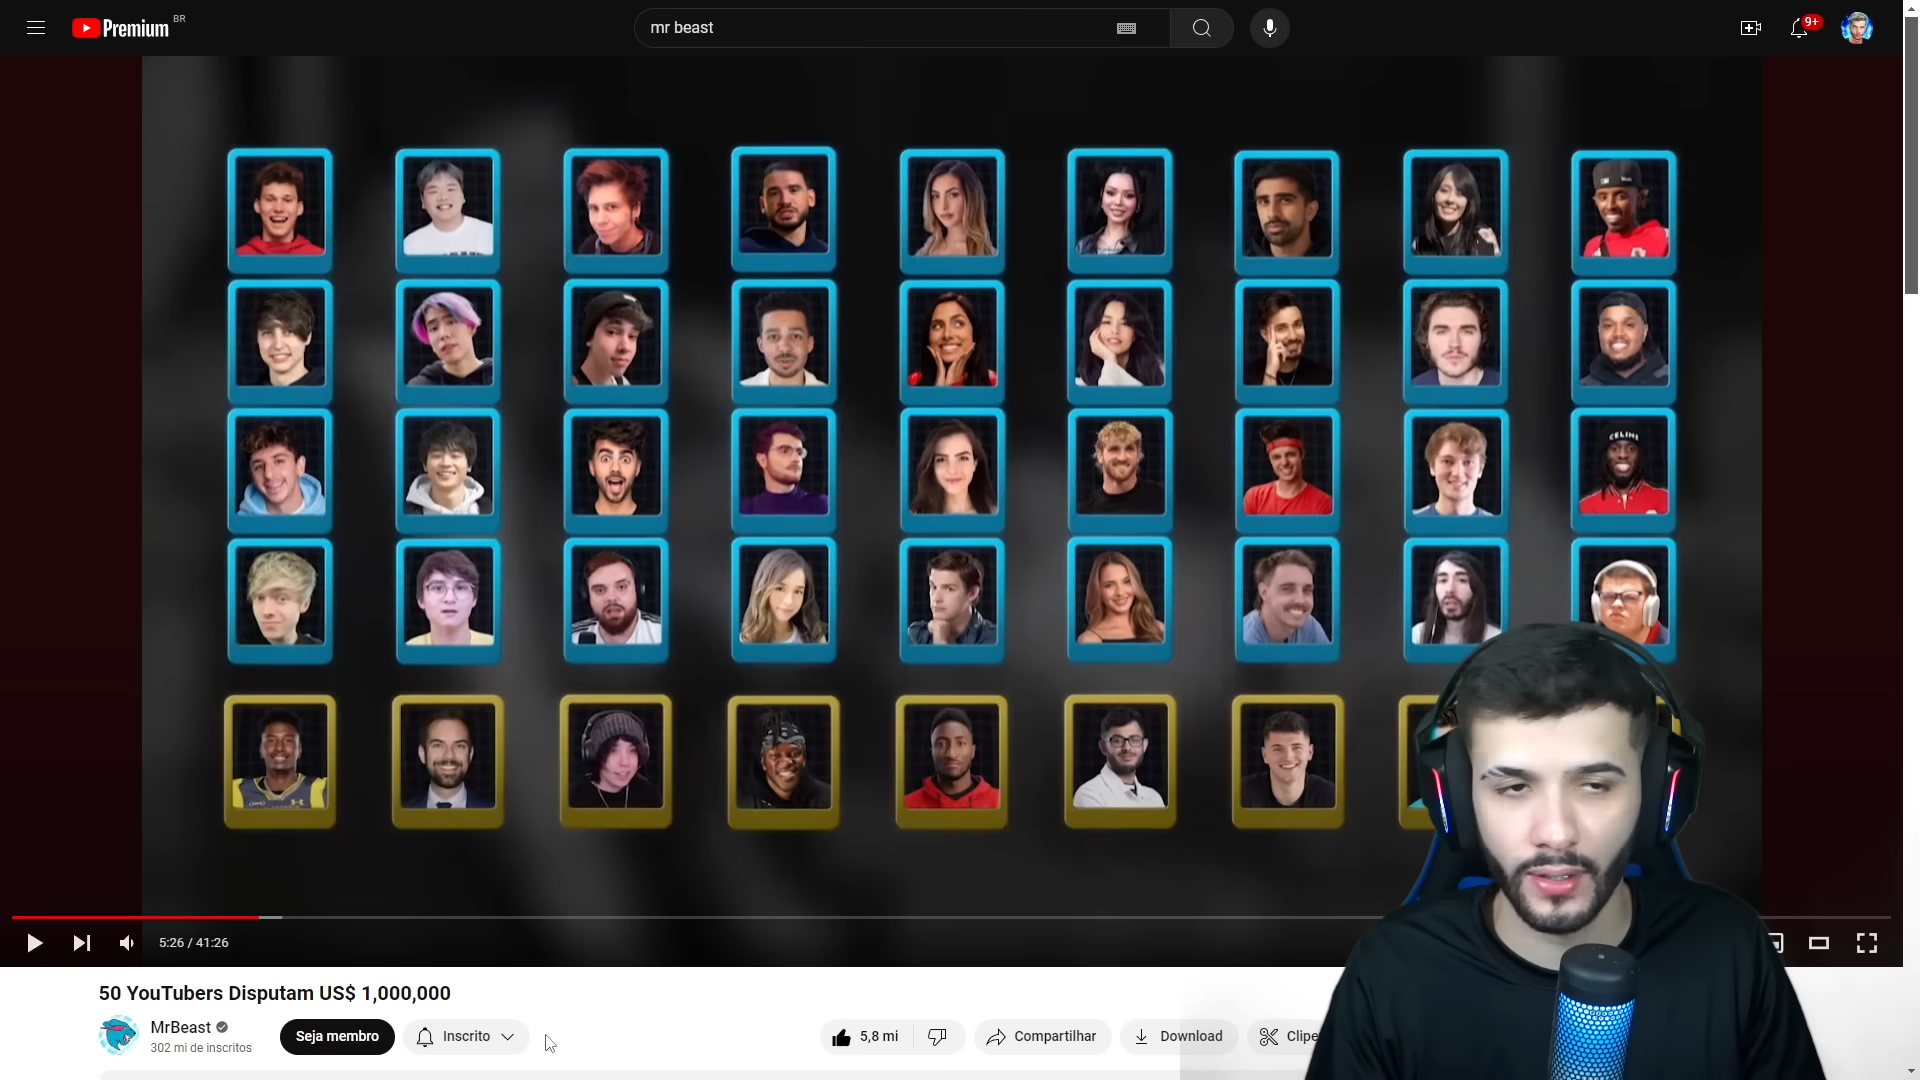 Premium BR
mr beast
9+
CELINE
5:26 / 41:26
50 YouTubers Disputam US$ 1,000,000
MrBeast
302 mi de inscritos
Seja membro
Inscrito
5,8 mi
Compartilhar
Download
Clipe